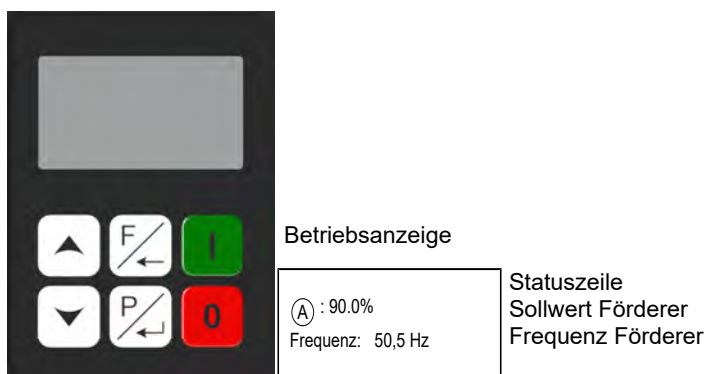 F
I
P
0
Betriebsanzeige
A : 90.0%
Frequenz: 50,5 Hz
Statuszeile
Sollwert Förderer
Frequenz Förderer